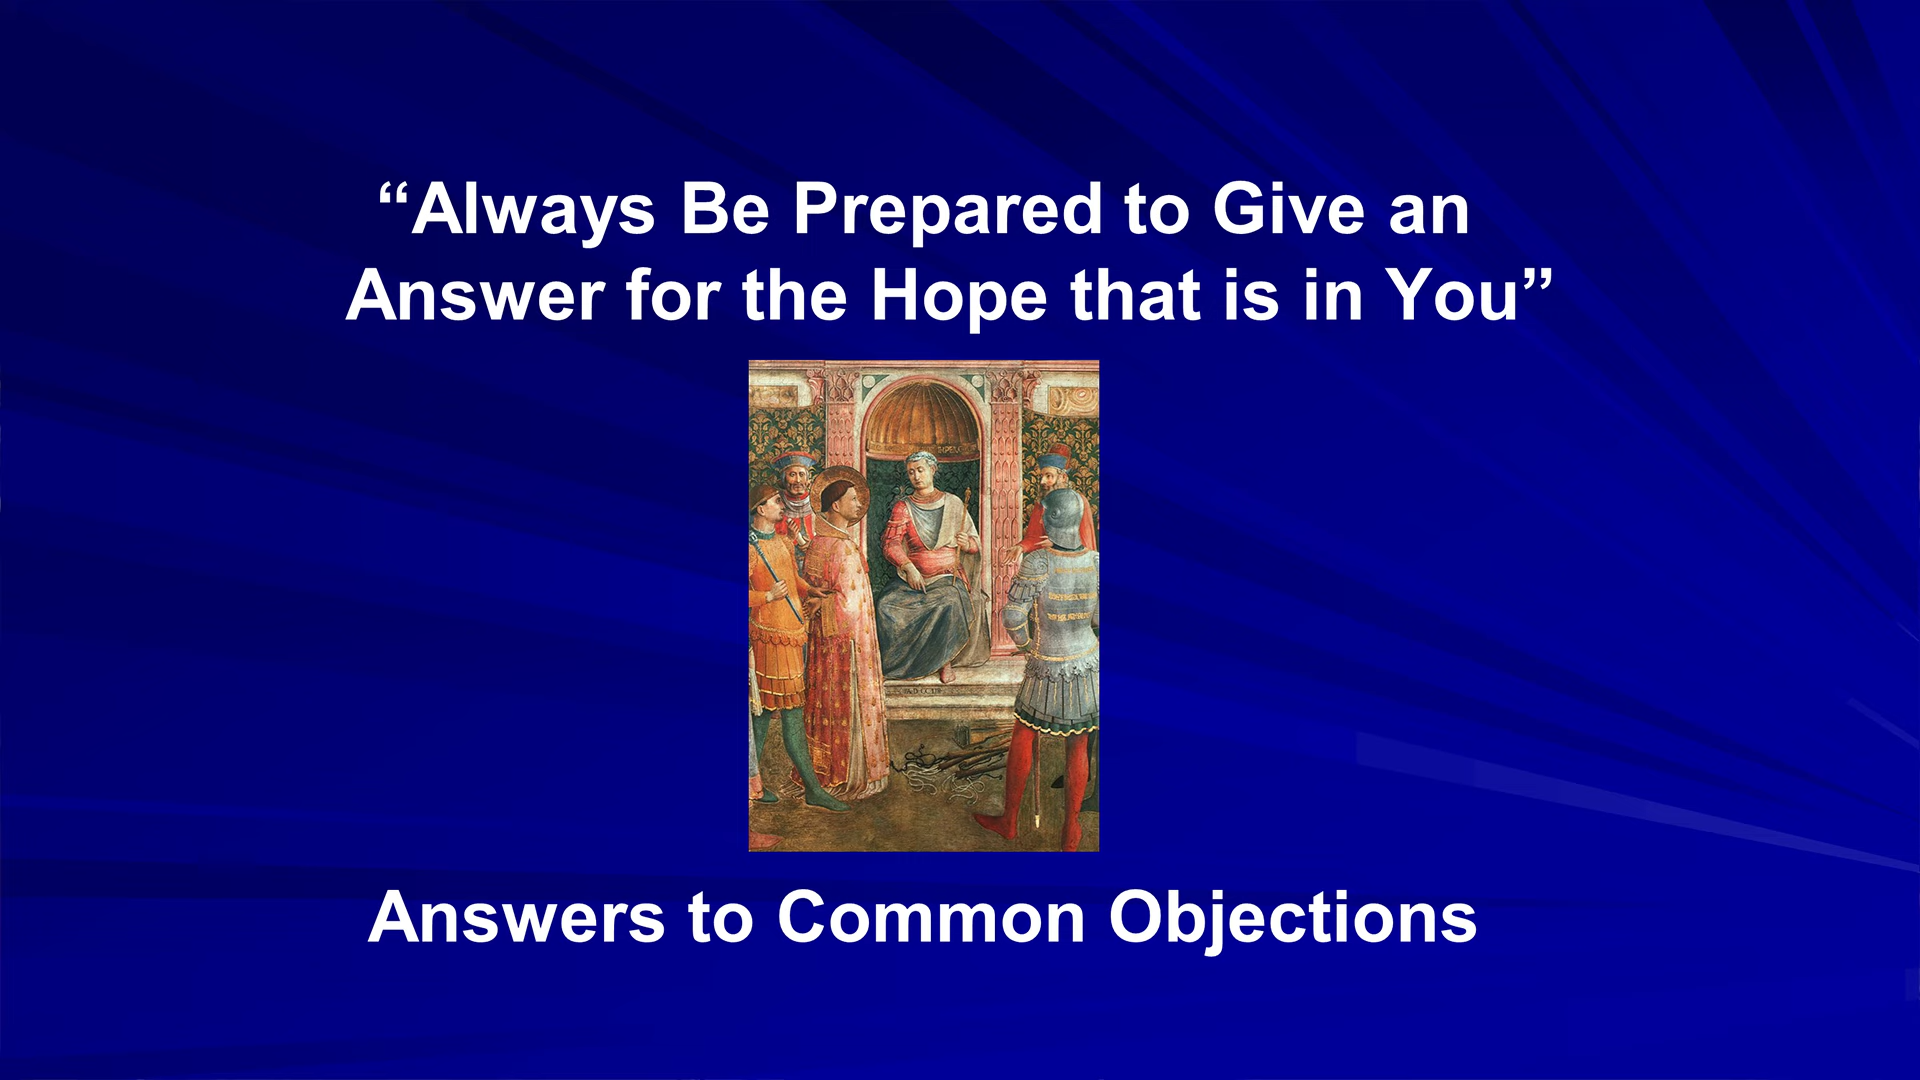 “Always Be Prepared to Give an
Answer for the Hope that is in You”
Answers to Common Objections